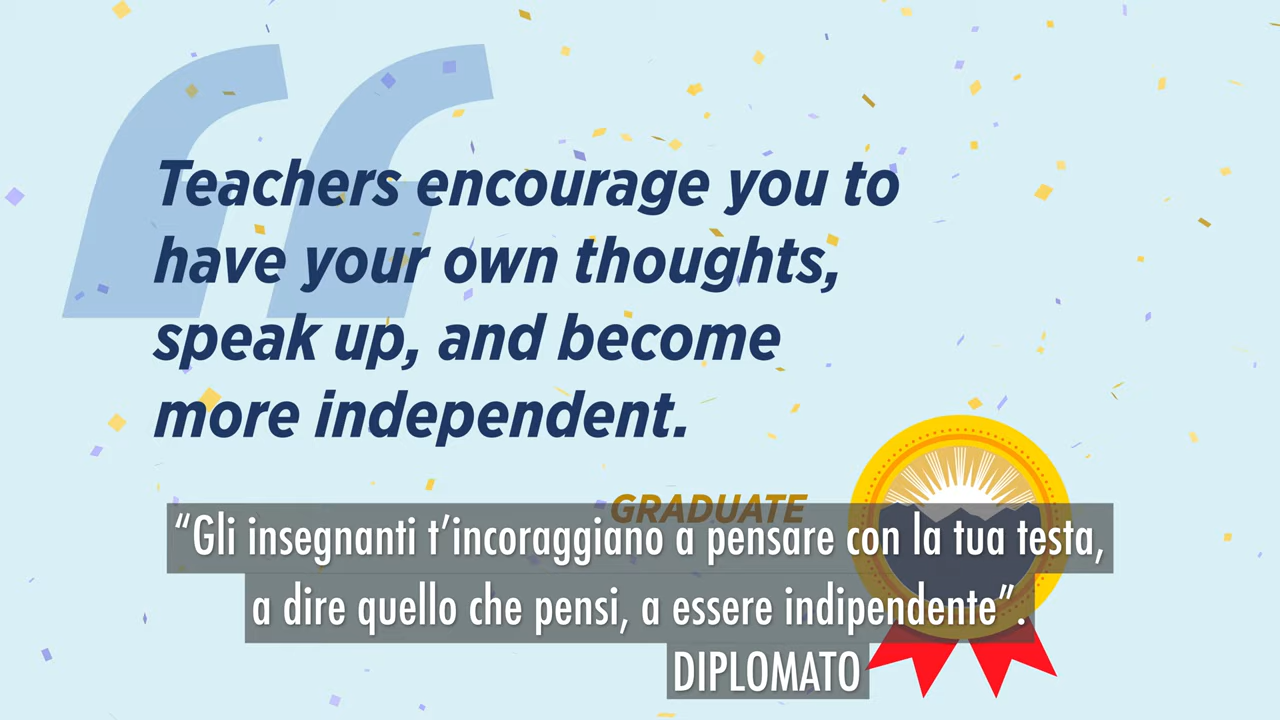 Teachers encourage you to
have your own thoughts,
speak up, and become
more independent.
GRADUATE
“Gli insegnanti t’incoraggiano a pensare con la tua testa,
a dire quello che pensi, a essere indipendente”.
DIPLOMATO